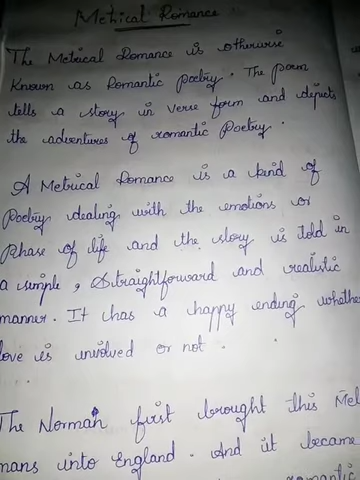 Metrical Romance
The Metrical Romance is otherwise
known as Romantic poetry. The poem
tells a story in verse form and depicts
the adventures of romantic Poetry.
A Metrical Romance is a kind of
Poetry dealing with the emotions or
Phase of life and the story is told in
a simple, straightforward and realistic
manner. It has a happy ending whether
love is involved or not.
The Norman first brought this Met
mans into England. And it became
romantic